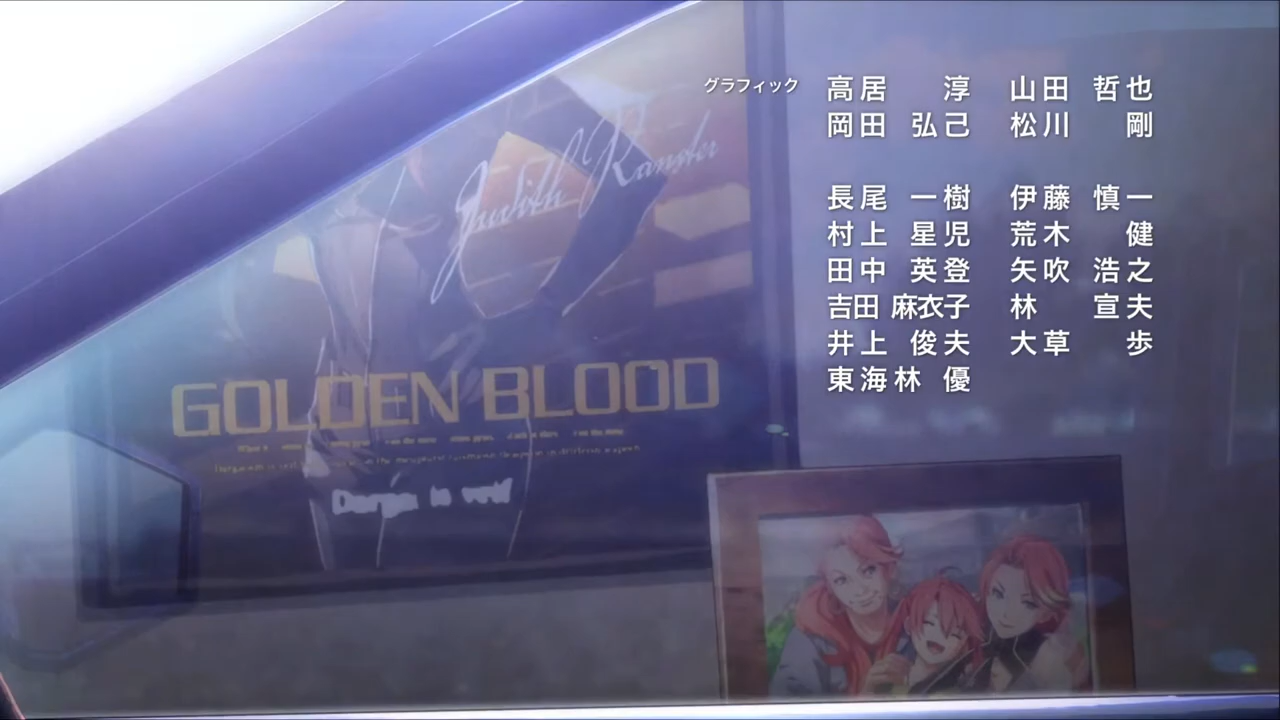 グラフィック 高居 淳 山田 哲也
岡田 弘己 松川 剛
長尾 一樹 伊藤 慎一
村上 星児 荒木 健
田中 英登 矢吹 浩之
吉田 麻衣子 林 宣夫
井上 俊夫 大草 歩
東海林 優
Judith
GOLDEN BLOOD